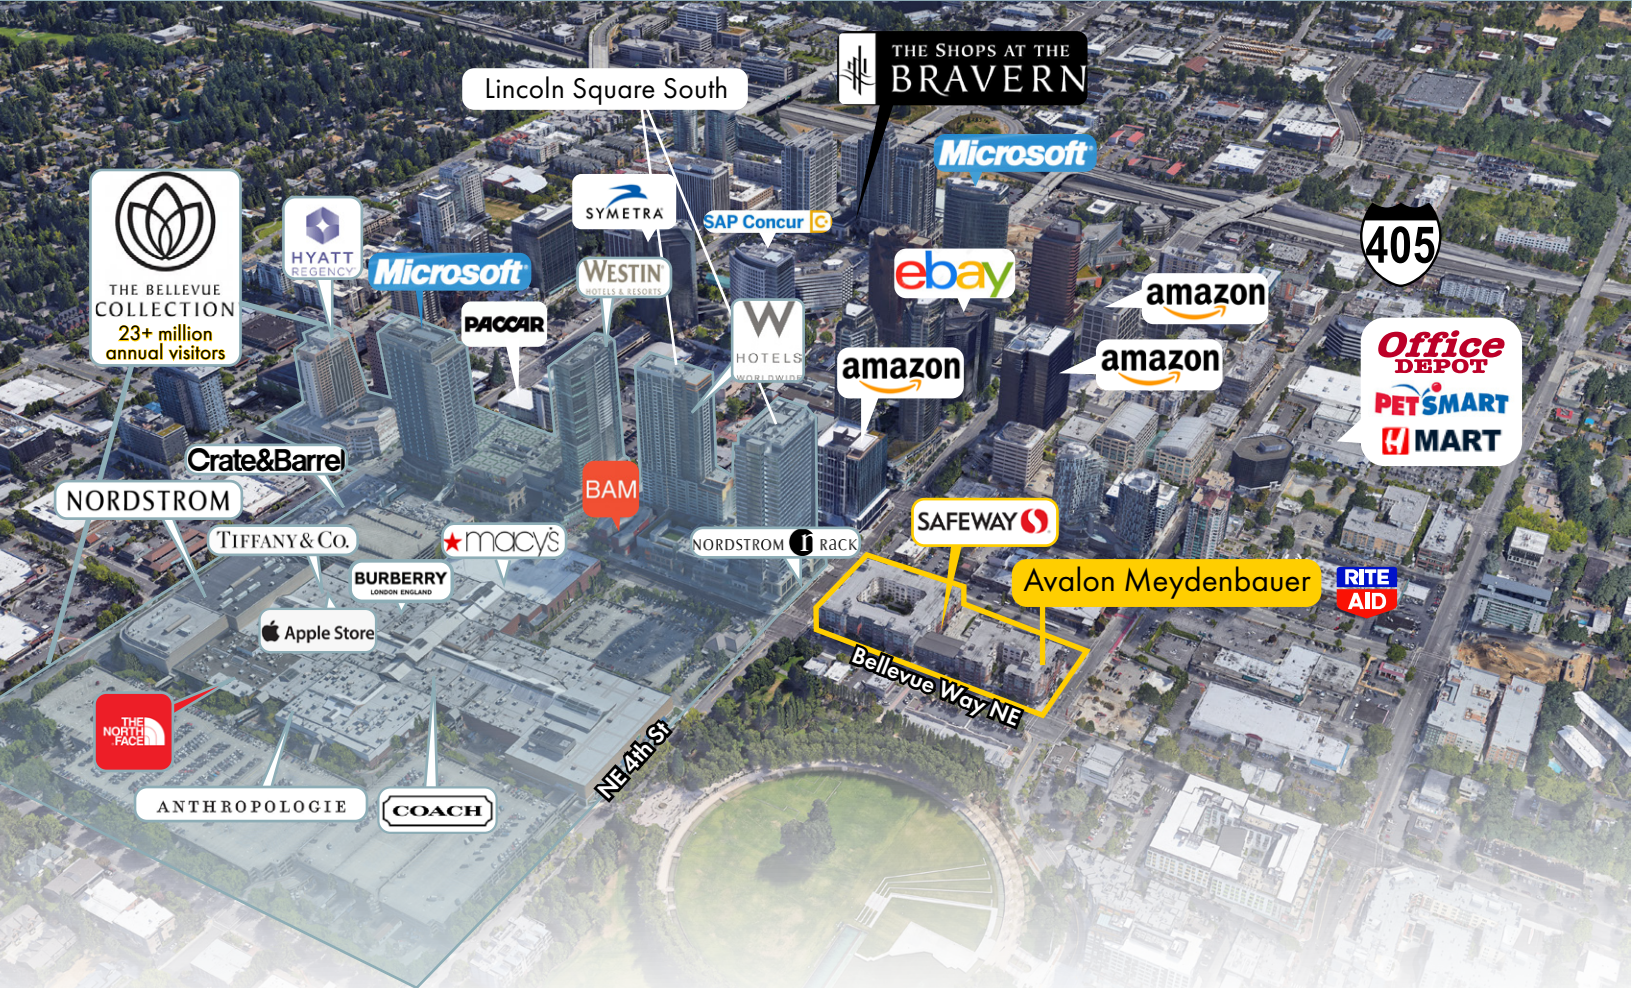 THE SHOPS AT THE
BRAVERN
Lincoln Square South
Microsoft
THE BELLEVUE
COLLECTION
23+ million
annual visitors
HYATT
REGENCY
SYMETRA
SAP Concur
405
Microsoft
WESTIN
HOTELS & RESORTS
ebay
amazon
PACCAR
W
HOTELS
WORLDWIDE
amazon
amazon
Office
DEPOT
PETSMART
H MART
Crate&Barrel
NORDSTROM
BAM
SAFEWAY
TIFFANY & CO.
macy's
NORDSTROM rack
BURBERRY
LONDON ENGLAND
Avalon Meydenbauer
RITE
AID
Apple Store
Bellevue Way NE
THE
NORTH
FACE
NE 4th St
ANTHROPOLOGIE
COACH